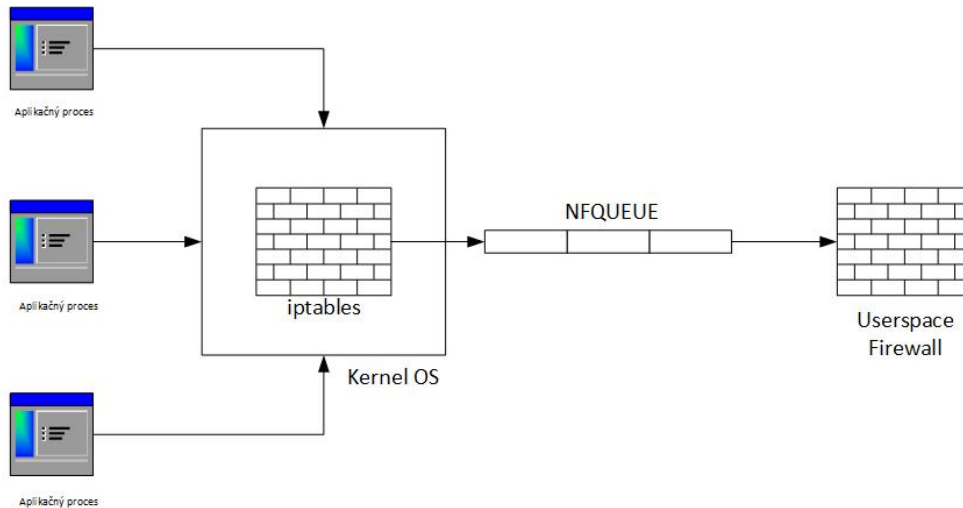 Aplikačný proces
NFQUEUE
Aplikačný proces
iptables
Userspace
Firewall
Kernel OS
Aplikačný proces